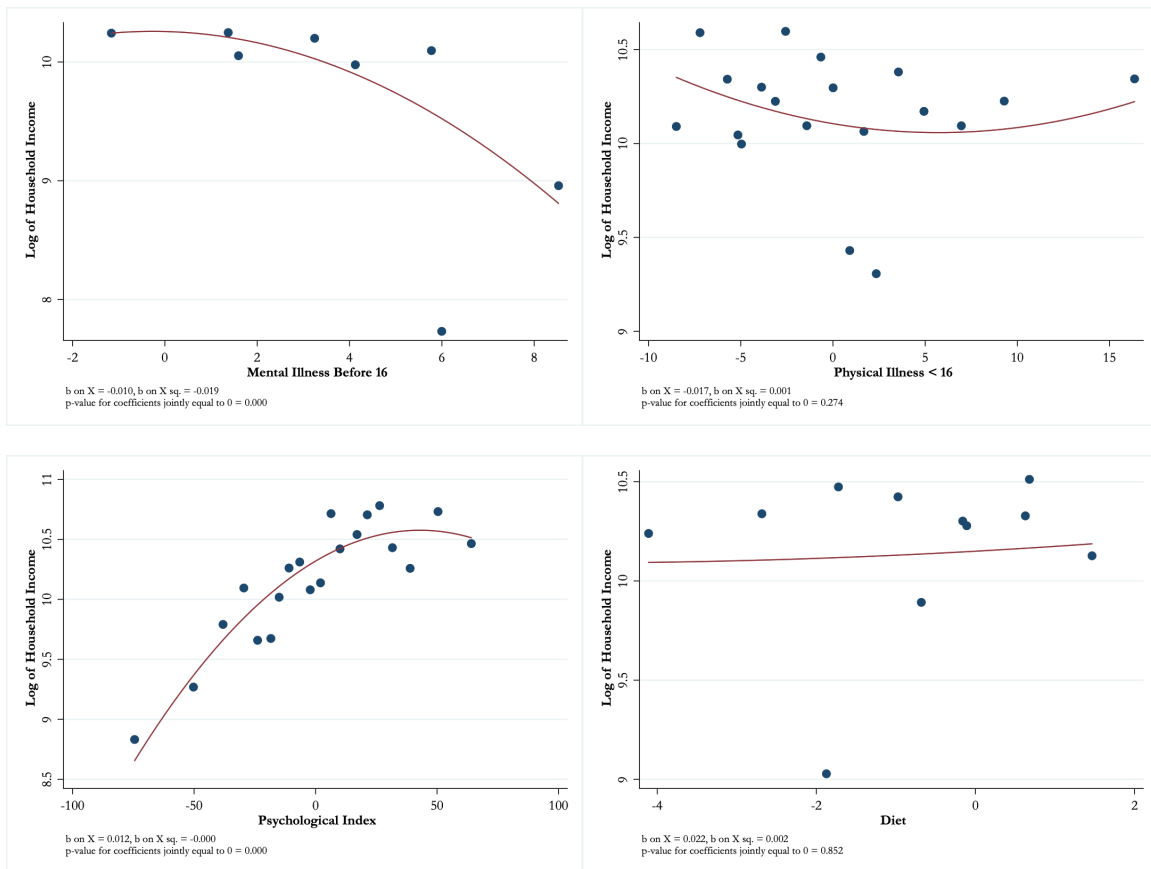 Log of Household Income
10
9
8
-2 0 2 4 6 8
Mental Illness Before 16
b on X = -0.010, b on X sq. = -0.019
p-value for coefficients jointly equal to 0 = 0.000
Log of Household Income
10.5
10
9.5
9
-10 -5 0 5 10 15
Physical Illness < 16
b on X = -0.017, b on X sq. = 0.001
p-value for coefficients jointly equal to 0 = 0.274
Log of Household Income
11
10.5
10
9.5
9
8.5
-100 -50 0 50 100
Psychological Index
b on X = 0.012, b on X sq. = -0.000
p-value for coefficients jointly equal to 0 = 0.000
Log of Household Income
10.5
10
9.5
9
-4 -2 0 2
Diet
b on X = 0.022, b on X sq. = 0.002
p-value for coefficients jointly equal to 0 = 0.852